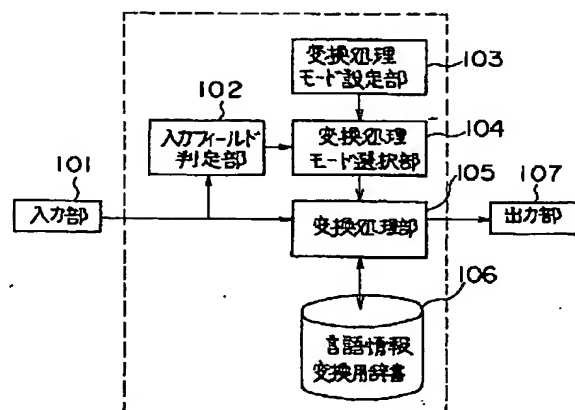 変換処理
モード設定部
103
102
入力フィールド
判定部
変換処理
モード選択部
104
101
入力部
105
変換処理部
107
出力部
106
言語情報
変換用辞書